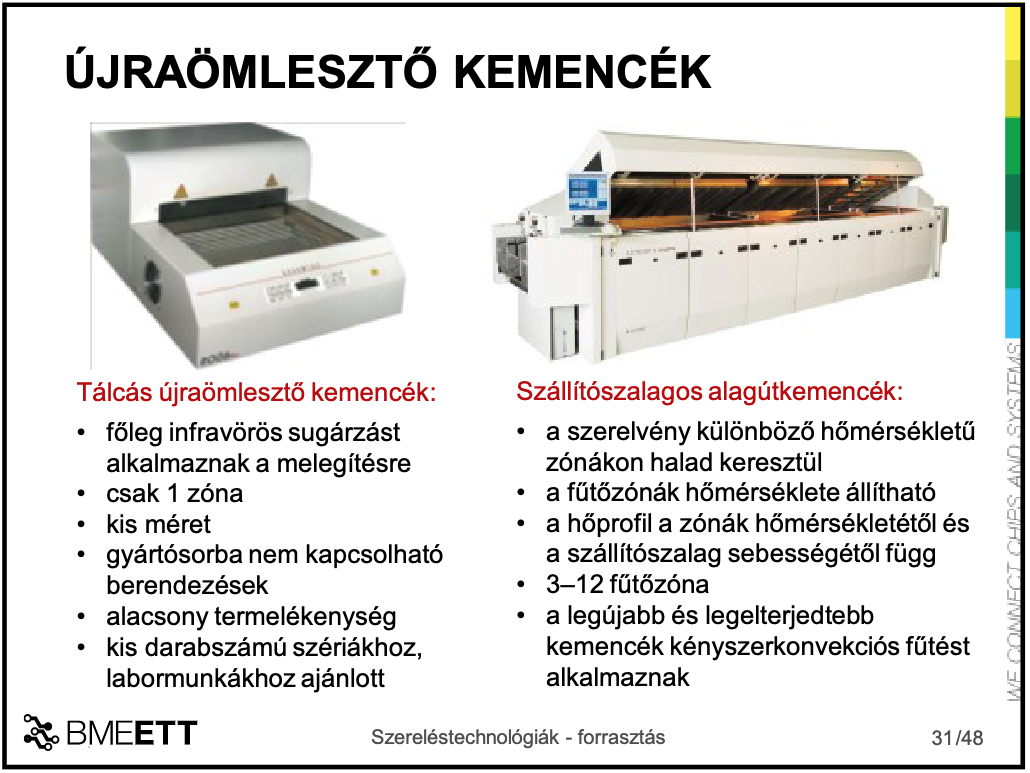 ÚJRAÖMLESZTŐ KEMENCÉK
Tálcás újraömlesztő kemencék:
• főleg infravörös sugárzást
alkalmaznak a melegítésre
• csak 1 zóna
• kis méret
• gyártósorba nem kapcsolható
berendezések
• alacsony termelékenység
• kis darabszámú szériákhoz,
labormunkákhoz ajánlott
Szállítószalagos alagútkemencék:
• a szerelvény különböző hőmérsékletű
zónákon halad keresztül
• a fűtőzónák hőmérséklete állítható
• a hőprofil a zónák hőmérsékletétől és
a szállítószalag sebességétől függ
• 3–12 fűtőzóna
• a legújabb és legelterjedtebb
kemencék kényszerkonvekciós fűtést
alkalmaznak
WE CONNECT CHIPS AND SYSTEMS
BMEETT
Szereléstechnológiák - forrasztás
31/48